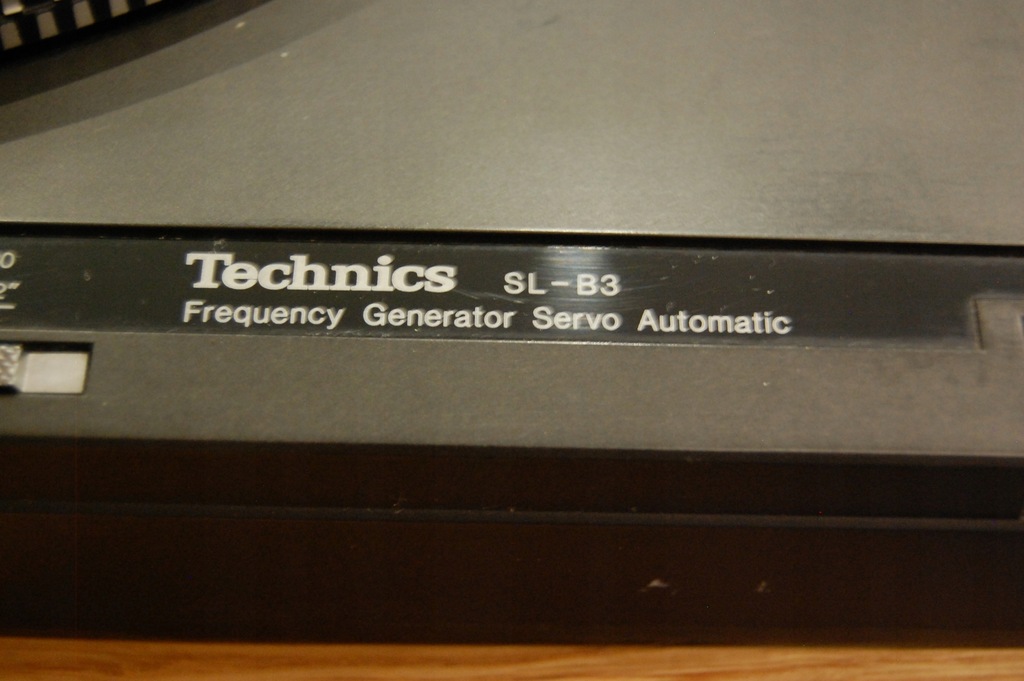 Technics SL-B3
Frequency Generator Servo Automatic